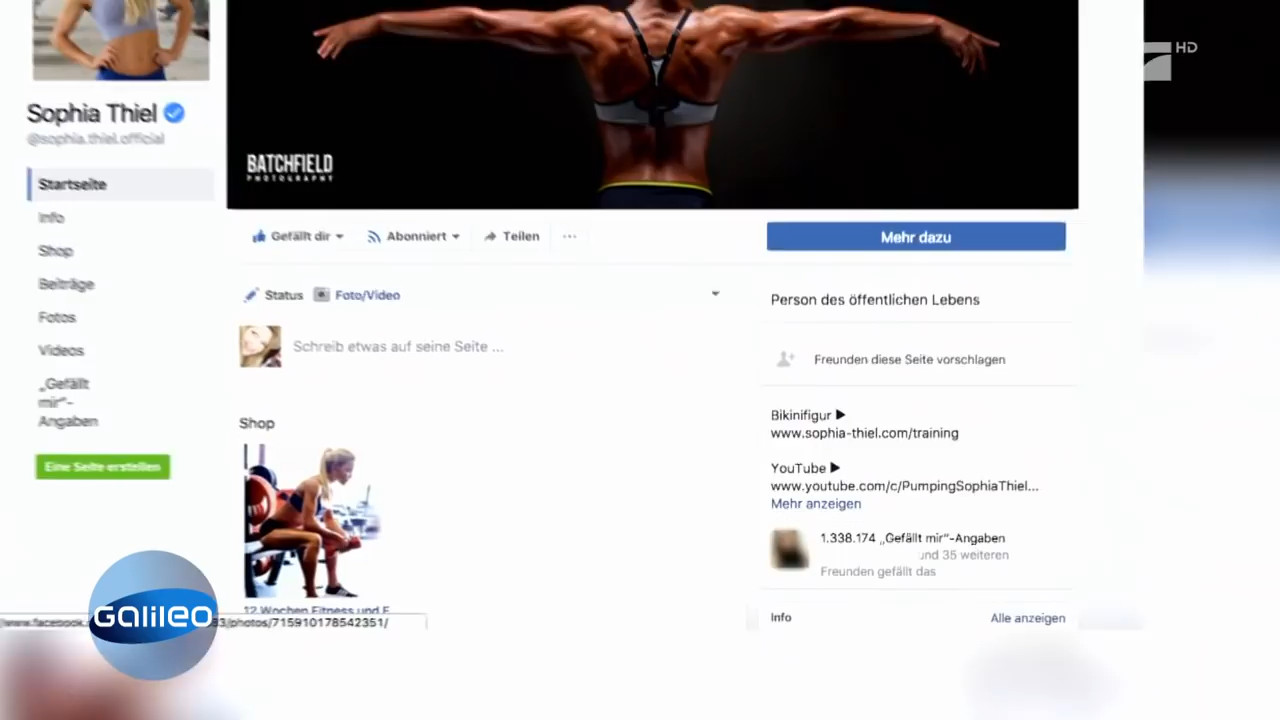 HD
Sophia Thiel
@sophia.thiel.official
Startseite
Info
Shop
Beiträge
Fotos
Videos
„Gefällt
mir“-
Angaben
Eine Seite erstellen
BATCHFIELD
PHOTOGRAPHY
Gefällt dir
Abonniert
Teilen
...
Mehr dazu
Status
Foto/Video
Schreib etwas auf seine Seite ...
Shop
12 Wochen Fitness und
Person des öffentlichen Lebens
Freunden diese Seite vorschlagen
Bikinifigur ▶
www.sophia-thiel.com/training
YouTube ▶
www.youtube.com/c/PumpingSophiaThiel...
Mehr anzeigen
1.338.174 „Gefällt mir“-Angaben
und 35 weiteren
Freunden gefällt das
Info
Alle anzeigen
/photos/715910178542351/
Galileo